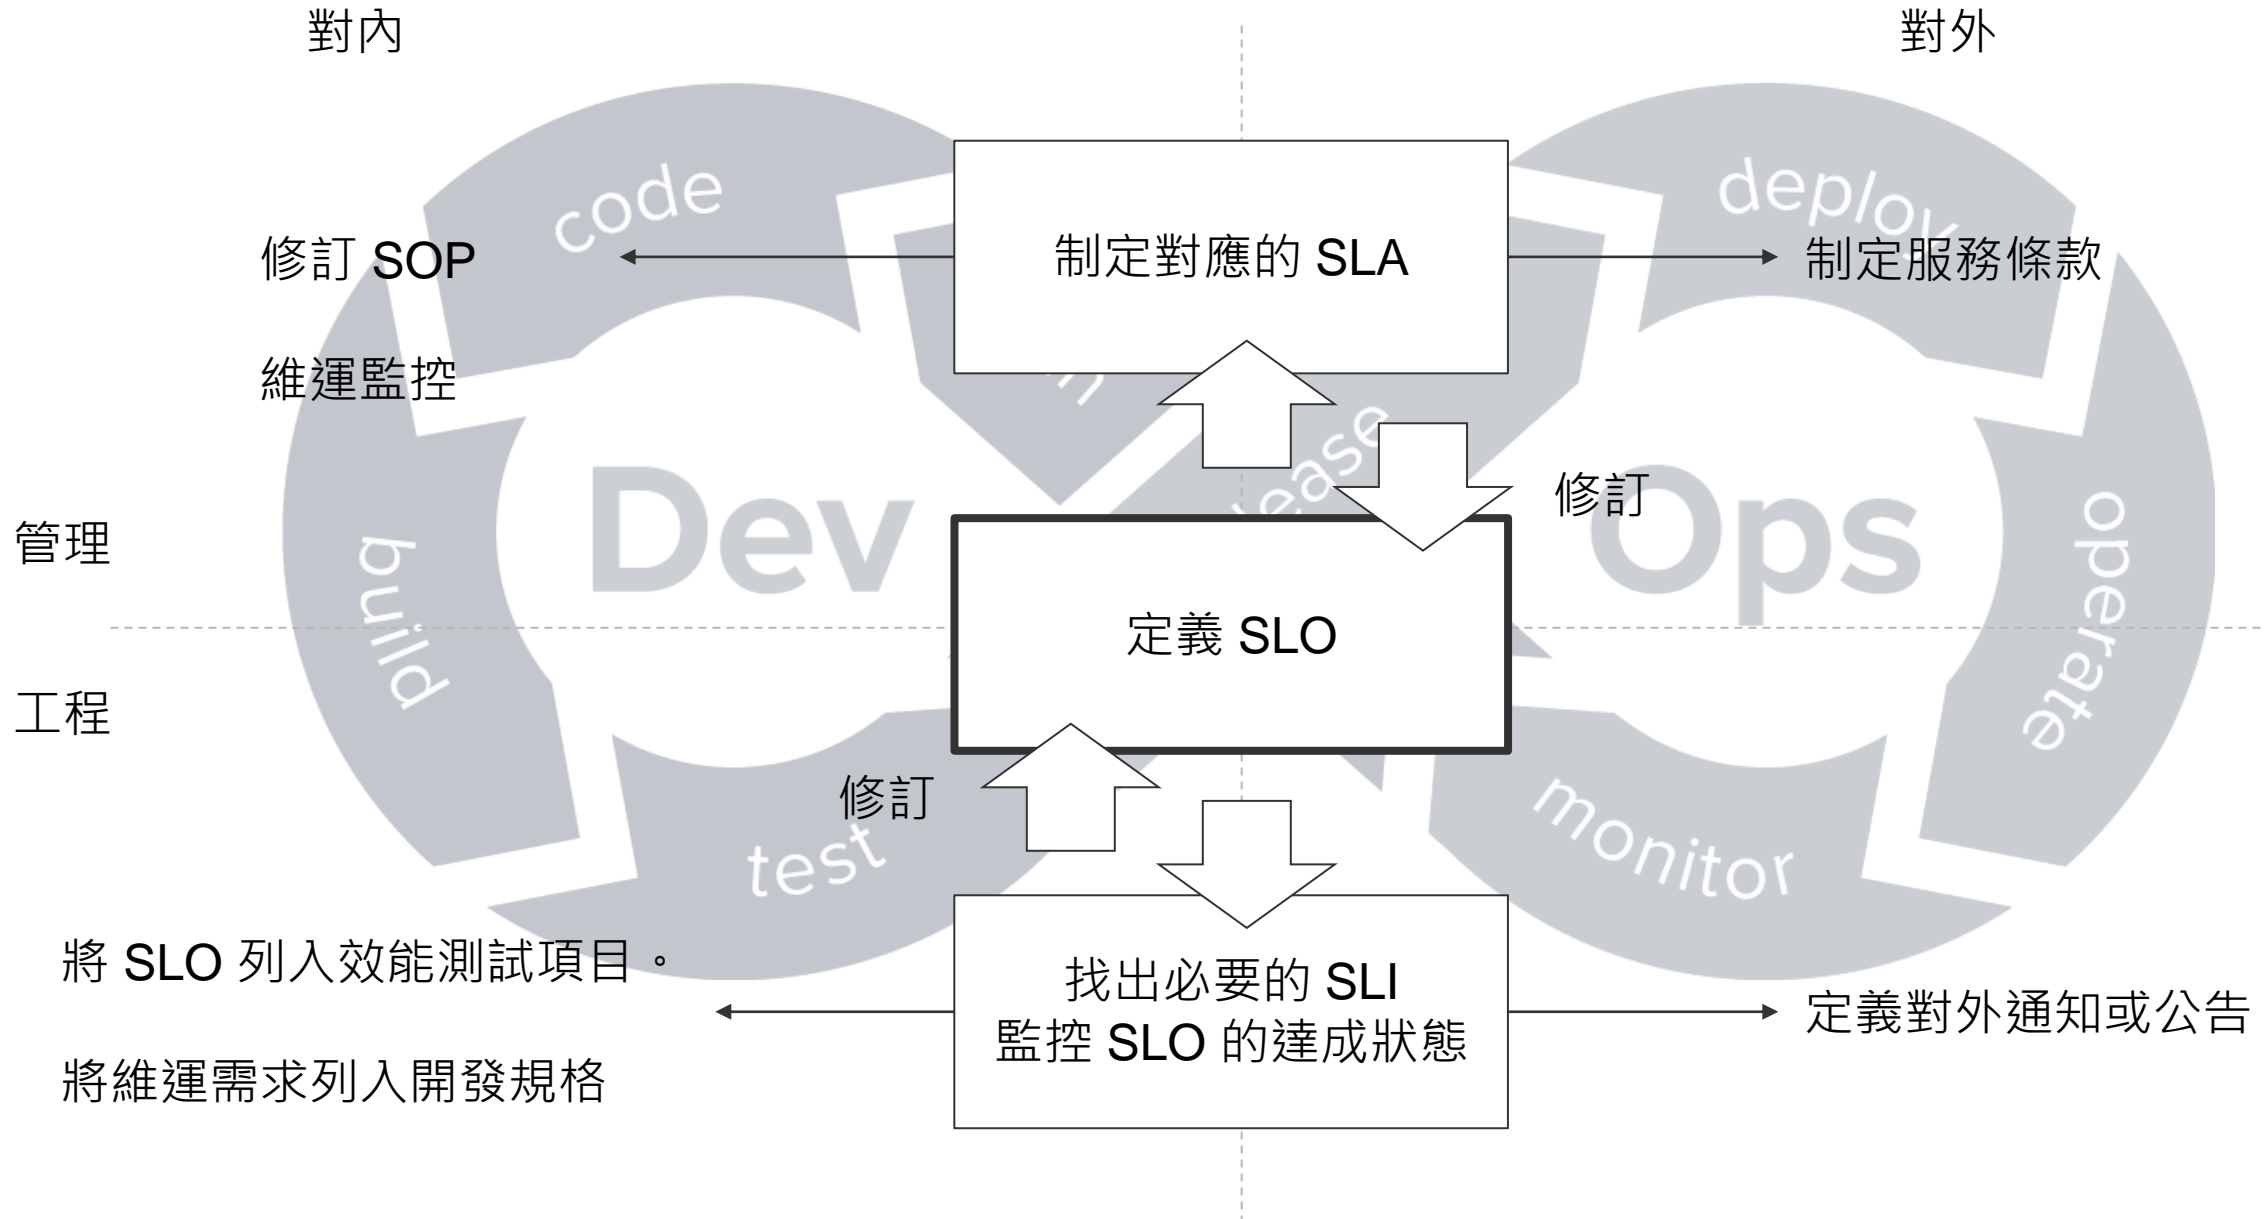 對內
對外
code
deploy
制定對應的 SLA
修訂 SOP
制定服務條款
維運監控
修訂
Dev
Ops
管理
build
operate
定義 SLO
工程
修訂
test
monitor
將 SLO 列入效能測試項目。
找出必要的 SLI
監控 SLO 的達成狀態
定義對外通知或公告
將維運需求列入開發規格